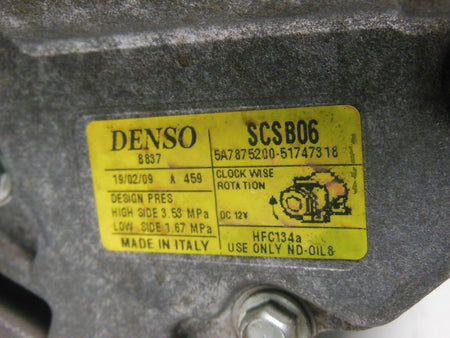 DENSO
SCSB06
B837
5A7875200-51747318
19/02/09 A 459
CLOCK WISE
ROTATION
DESIGN PRES
HIGH SIDE 3.53 MPa
LOW SIDE 1.67 MPa
DC 12V
MADE IN ITALY
HFC134a
USE ONLY ND-OIL8